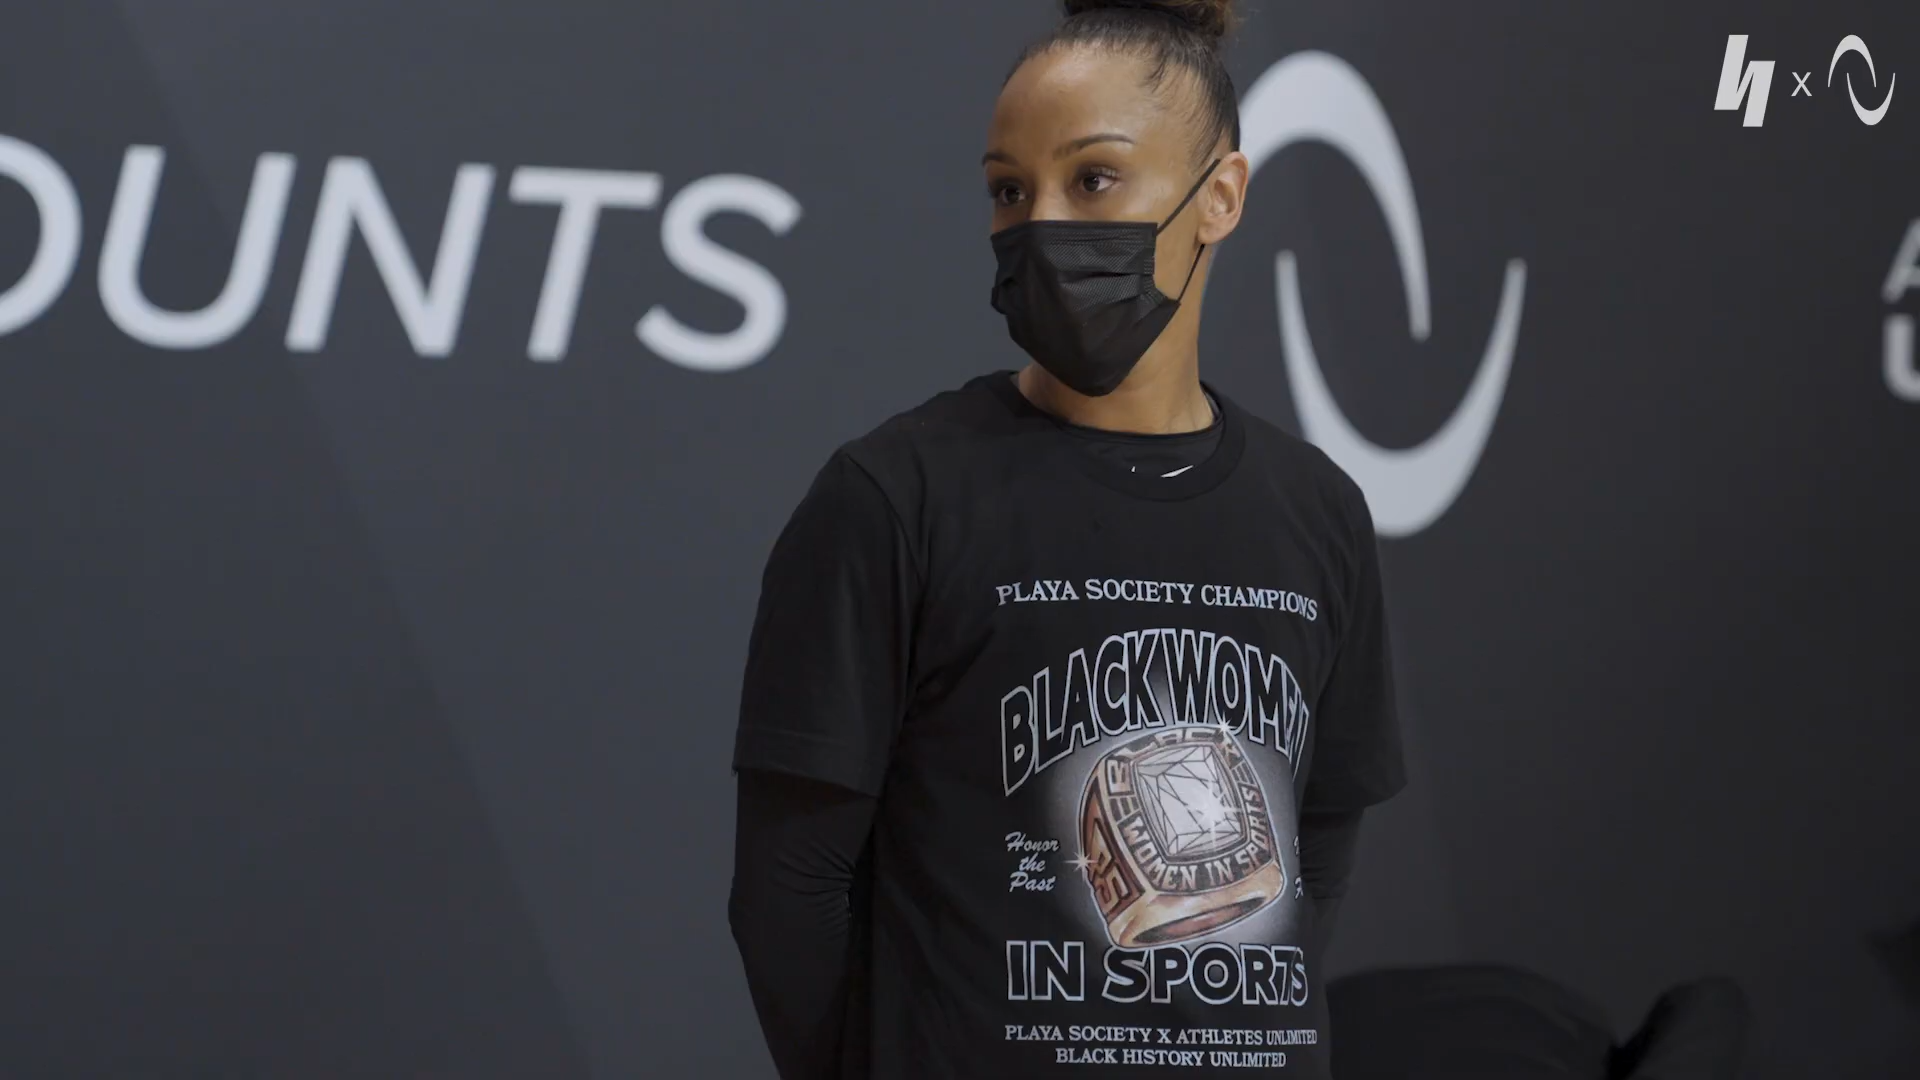 OUNTS
X
PLAYA SOCIETY CHAMPIONS
BLACK WOMEN
BLACK
WOMEN IN SPORTS
Honor
the
Past
IN SPORTS
PLAYA SOCIETY X ATHLETES UNLIMITED
BLACK HISTORY UNLIMITED